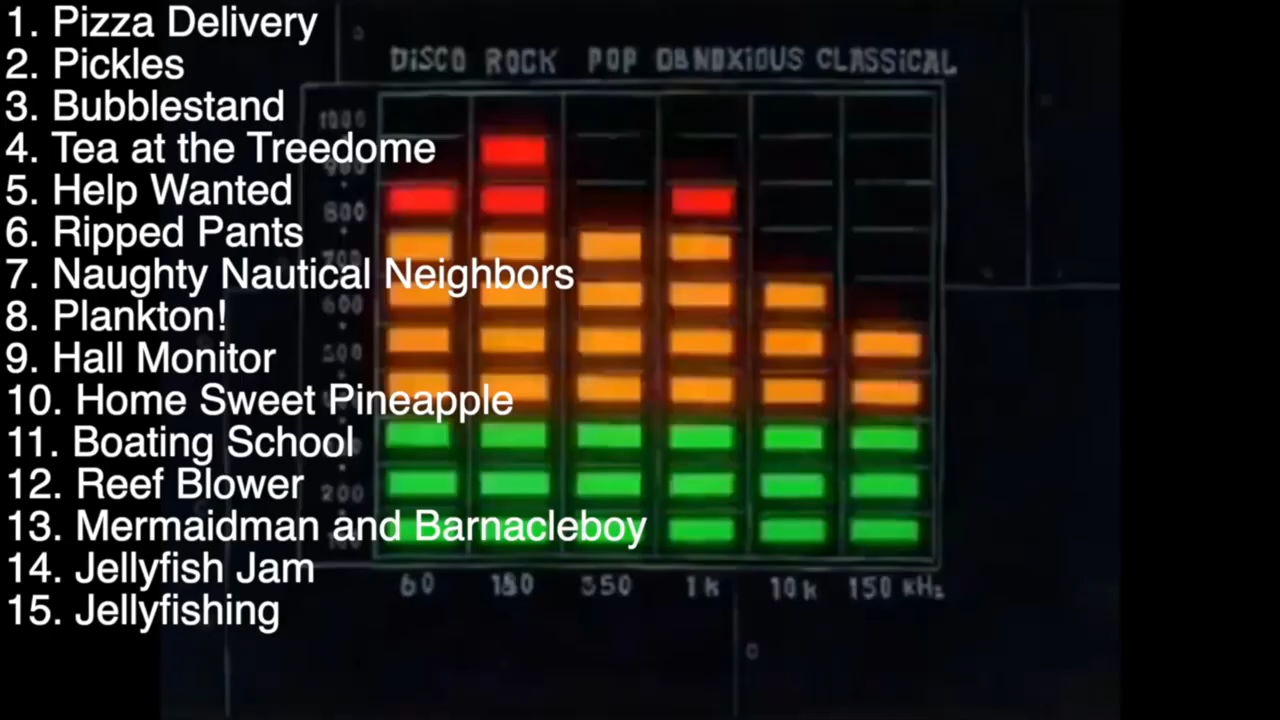 1. Pizza Delivery
2. Pickles
3. Bubblestand
4. Tea at the Treedome
5. Help Wanted
6. Ripped Pants
7. Naughty Nautical Neighbors
8. Plankton!
9. Hall Monitor
10. Home Sweet Pineapple
11. Boating School
12. Reef Blower
13. Mermaidman and Barnacleboy
14. Jellyfish Jam
15. Jellyfishing
DISCO ROCK POP OBNOXIOUS CLASSICAL
1000
900
800
700
600
500
200
100
60 180 350 1k 10k 150 KHz